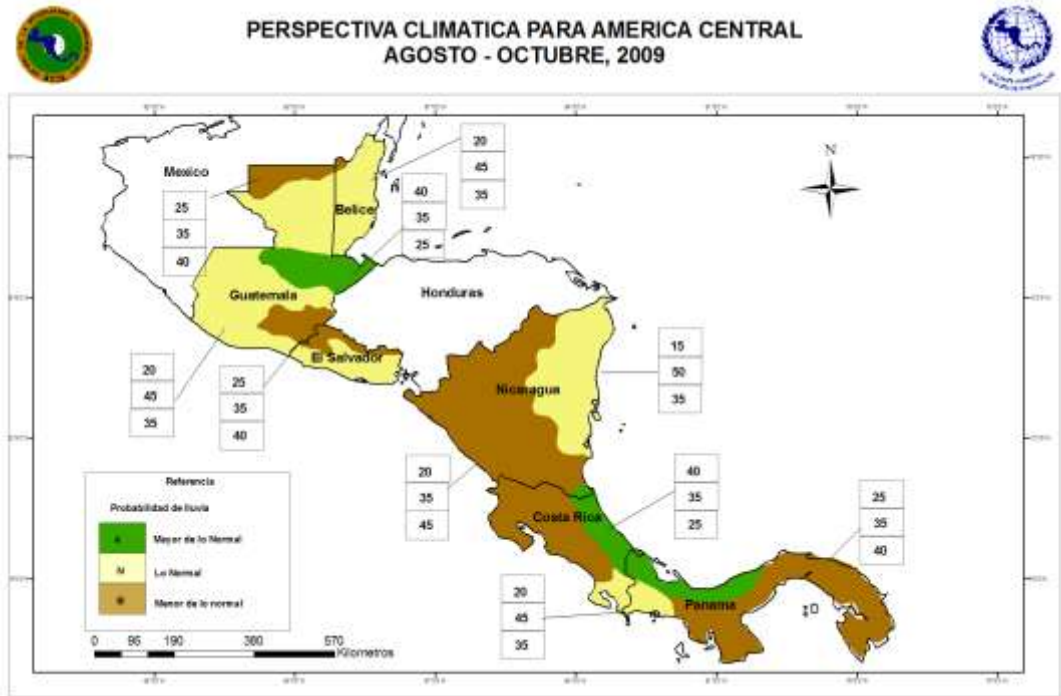 PERSPECTIVA CLIMATICA PARA AMERICA CENTRAL
AGOSTO - OCTUBRE, 2009
N
Mexico
20
45
35
25
35
40
Belice
40
35
25
Guatemala
Honduras
El Salvador
20
45
35
25
35
40
Nicaragua
15
50
35
20
35
45
Costa Rica
40
35
25
25
35
40
20
45
35
Panama
Referencia
Probabilidad de lluvia
A Mayor de lo Normal
N Lo Normal
B Menor de lo normal
0 95 190 380 570
Kilometros